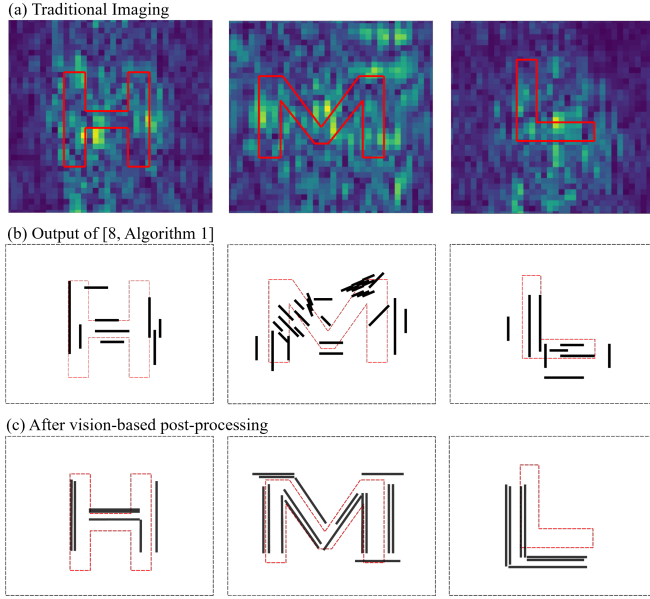 (a) Traditional Imaging
(b) Output of [8, Algorithm 1]
(c) After vision-based post-processing